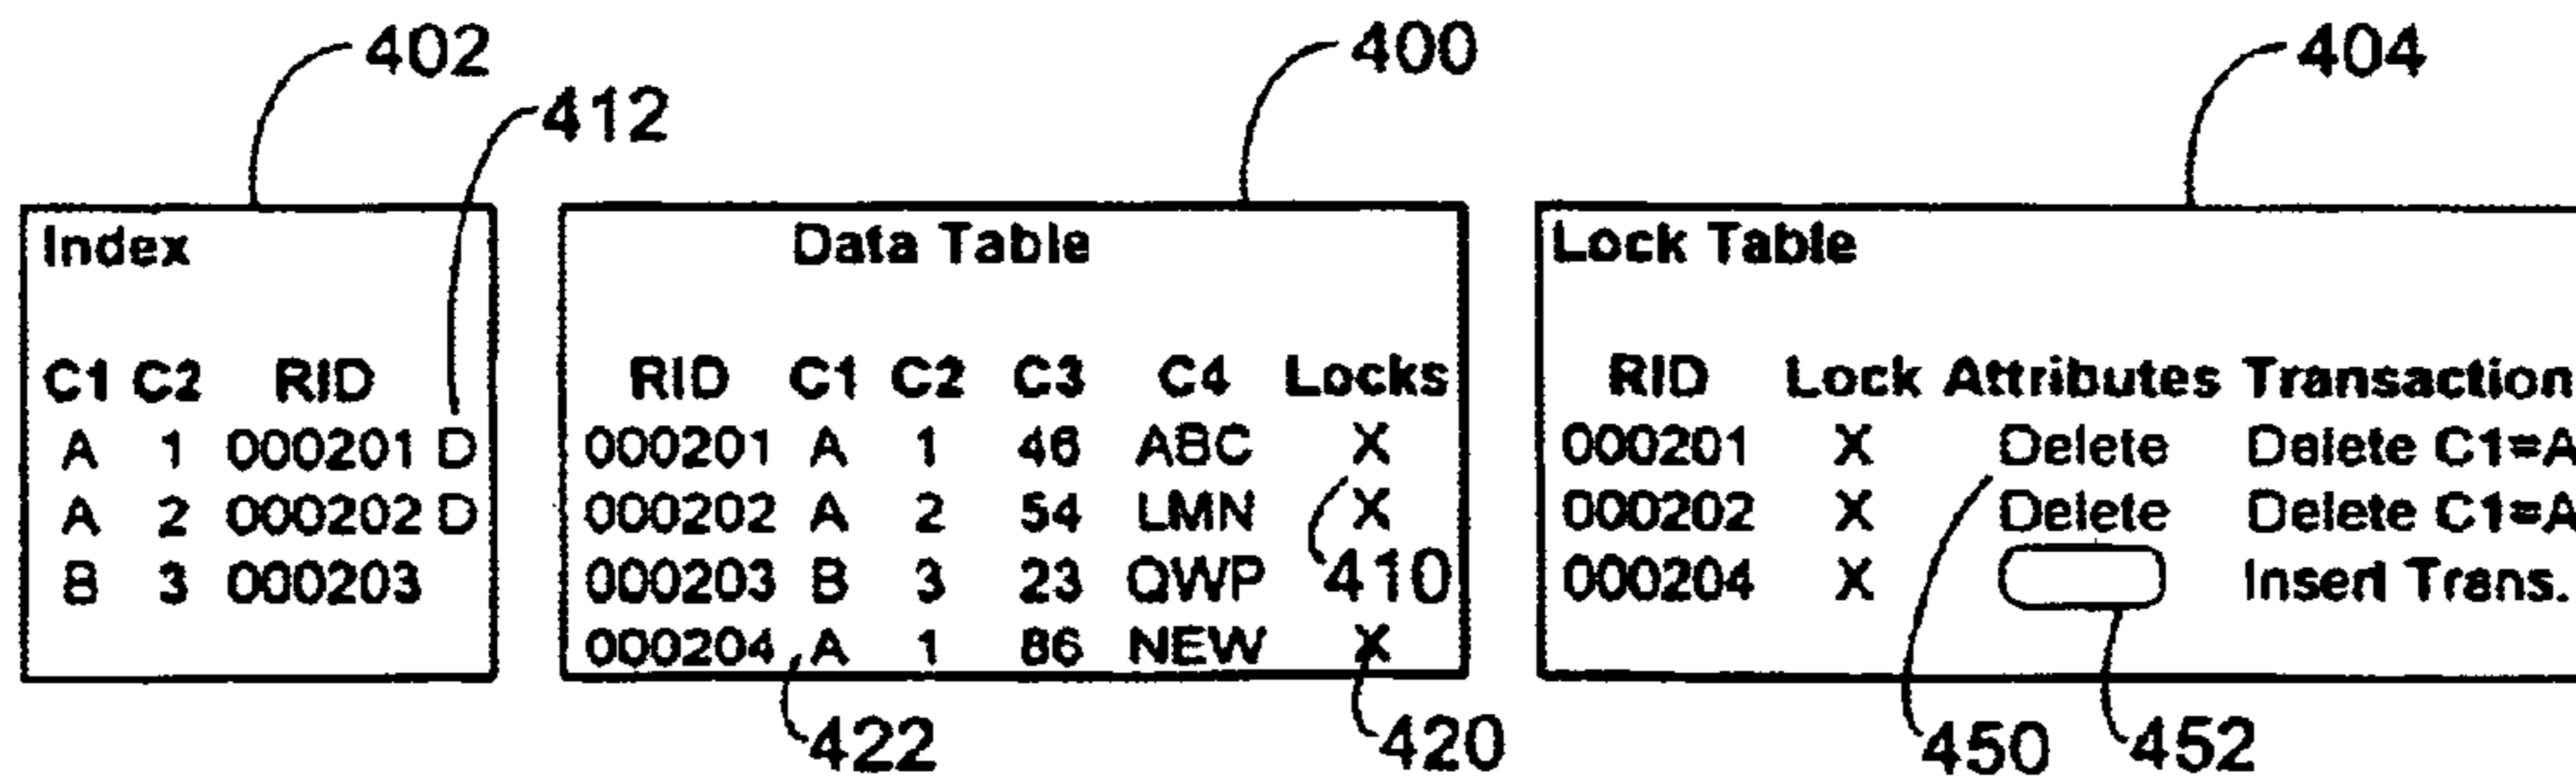 402
400
404
412
Index
C1 C2 RID
A 1 000201 D
A 2 000202 D
B 3 000203
Data Table
RID C1 C2 C3 C4 Locks
000201 A 1 46 ABC X
000202 A 2 54 LMN X
000203 B 3 23 QWP 410
000204 A 1 86 NEW X
Lock Table
RID Lock Attributes Transaction
000201 X Delete Delete C1=A
000202 X Delete Delete C1=A
000204 X Insert Trans.
422
420
450
452